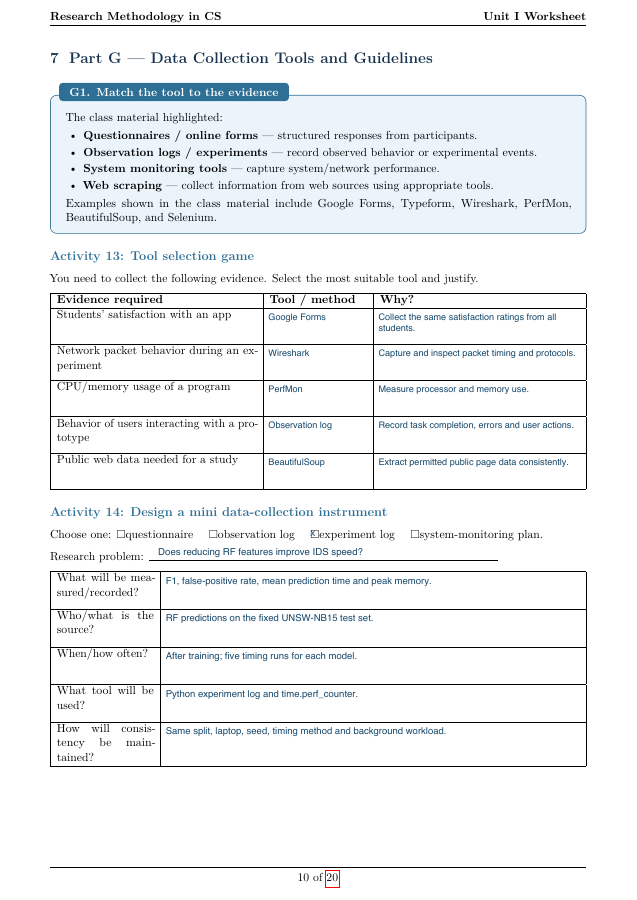 Research Methodology in CS Unit I Worksheet
7 Part G — Data Collection Tools and Guidelines
G1. Match the tool to the evidence
The class material highlighted:
• Questionnaires / online forms — structured responses from participants.
• Observation logs / experiments — record observed behavior or experimental events.
• System monitoring tools — capture system/network performance.
• Web scraping — collect information from web sources using appropriate tools.
Examples shown in the class material include Google Forms, Typeform, Wireshark, PerfMon,
BeautifulSoup, and Selenium.
Activity 13: Tool selection game
You need to collect the following evidence. Select the most suitable tool and justify.
Evidence required Tool / method Why?
Students' satisfaction with an app Google Forms Collect the same satisfaction ratings from all
students.
Network packet behavior during an ex- Wireshark Capture and inspect packet timing and protocols.
periment
CPU/memory usage of a program PerfMon Measure processor and memory use.
Behavior of users interacting with a pro- Observation log Record task completion, errors and user actions.
totype
Public web data needed for a study BeautifulSoup Extract permitted public page data consistently.
Activity 14: Design a mini data-collection instrument
Choose one: ☐questionnaire ☐observation log ☒experiment log ☐system-monitoring plan.
Research problem: Does reducing RF features improve IDS speed?
What will be mea- F1, false-positive rate, mean prediction time and peak memory.
sured/recorded?
Who/what is the RF predictions on the fixed UNSW-NB15 test set.
source?
When/how often? After training; five timing runs for each model.
What tool will be Python experiment log and time.perf_counter.
used?
How will consis- Same split, laptop, seed, timing method and background workload.
tency be main-
tained?
10 of 20